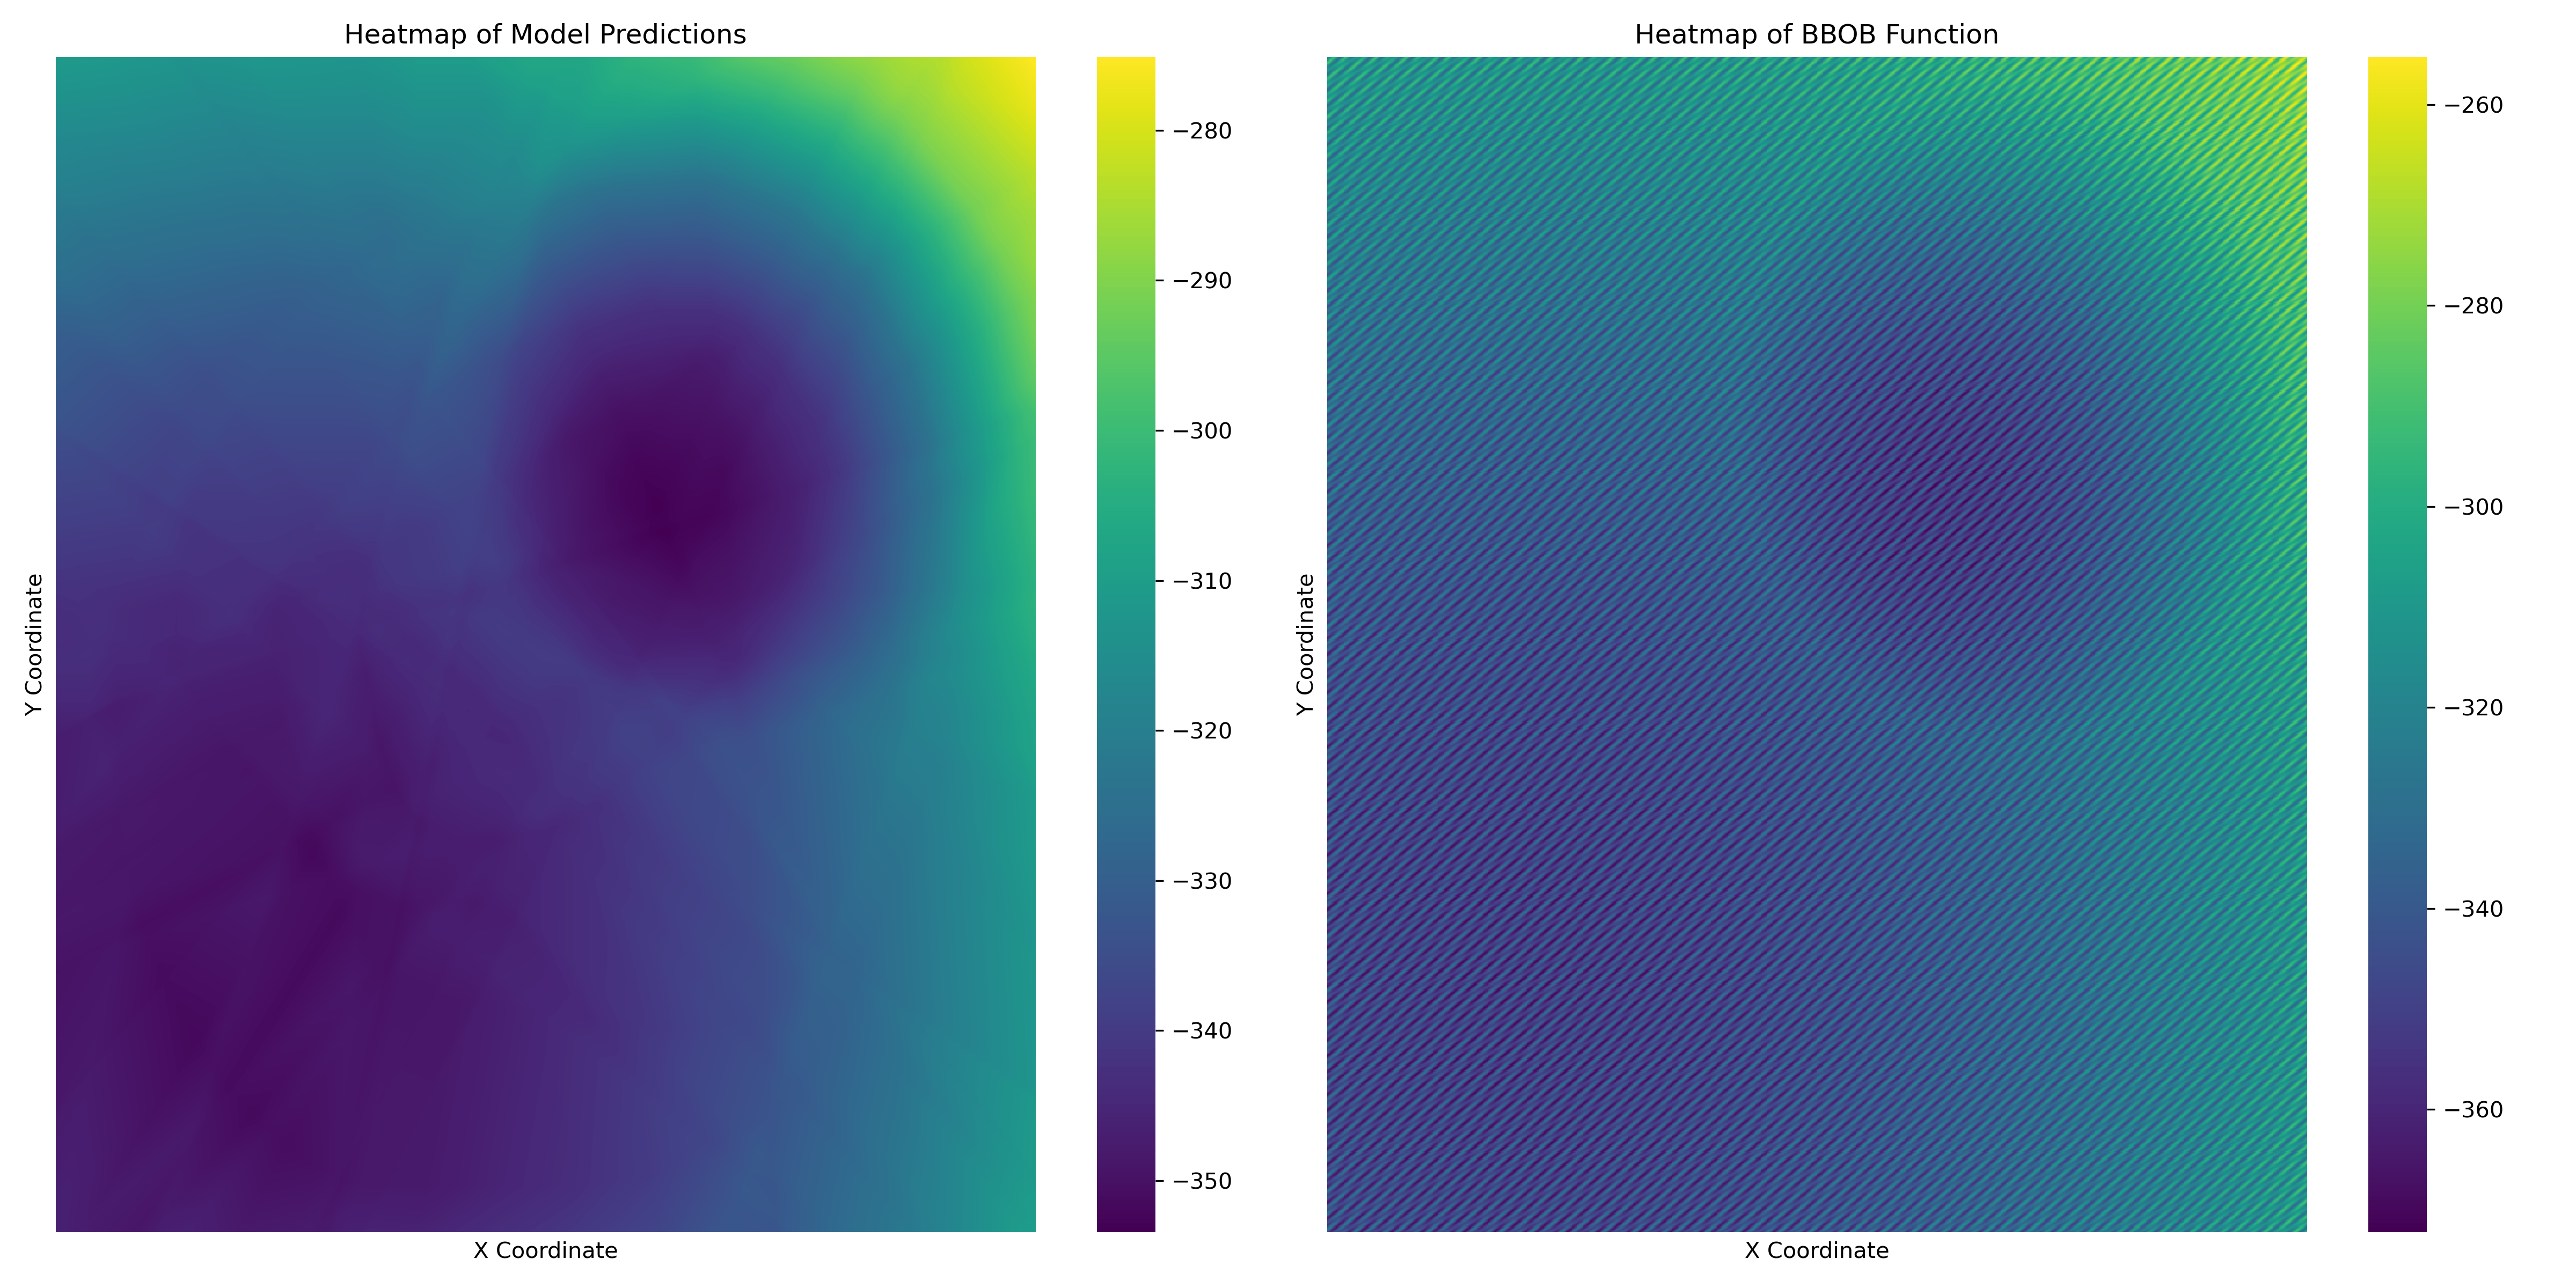 Heatmap of Model Predictions
Y Coordinate
X Coordinate
−280
−290
−300
−310
−320
−330
−340
−350
Heatmap of BBOB Function
Y Coordinate
X Coordinate
−260
−280
−300
−320
−340
−360